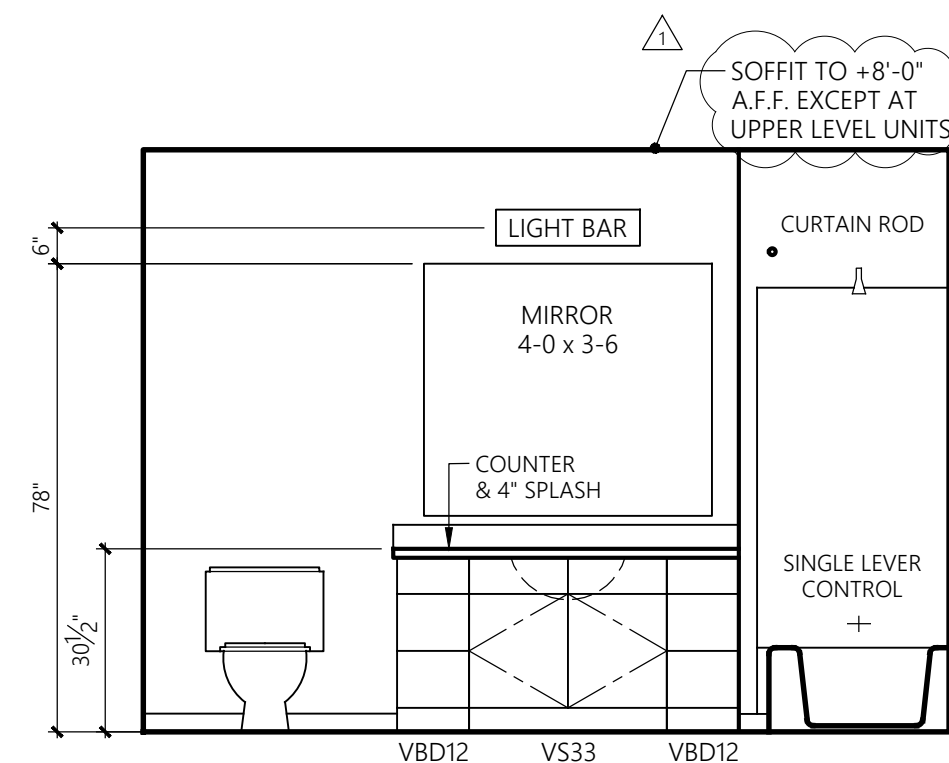 1
SOFFIT TO +8'-0"
A.F.F. EXCEPT AT
UPPER LEVEL UNITS
LIGHT BAR
CURTAIN ROD
6"
MIRROR
4-0 x 3-6
78"
COUNTER
& 4" SPLASH
SINGLE LEVER
CONTROL
30½"
VBD12 VS33 VBD12